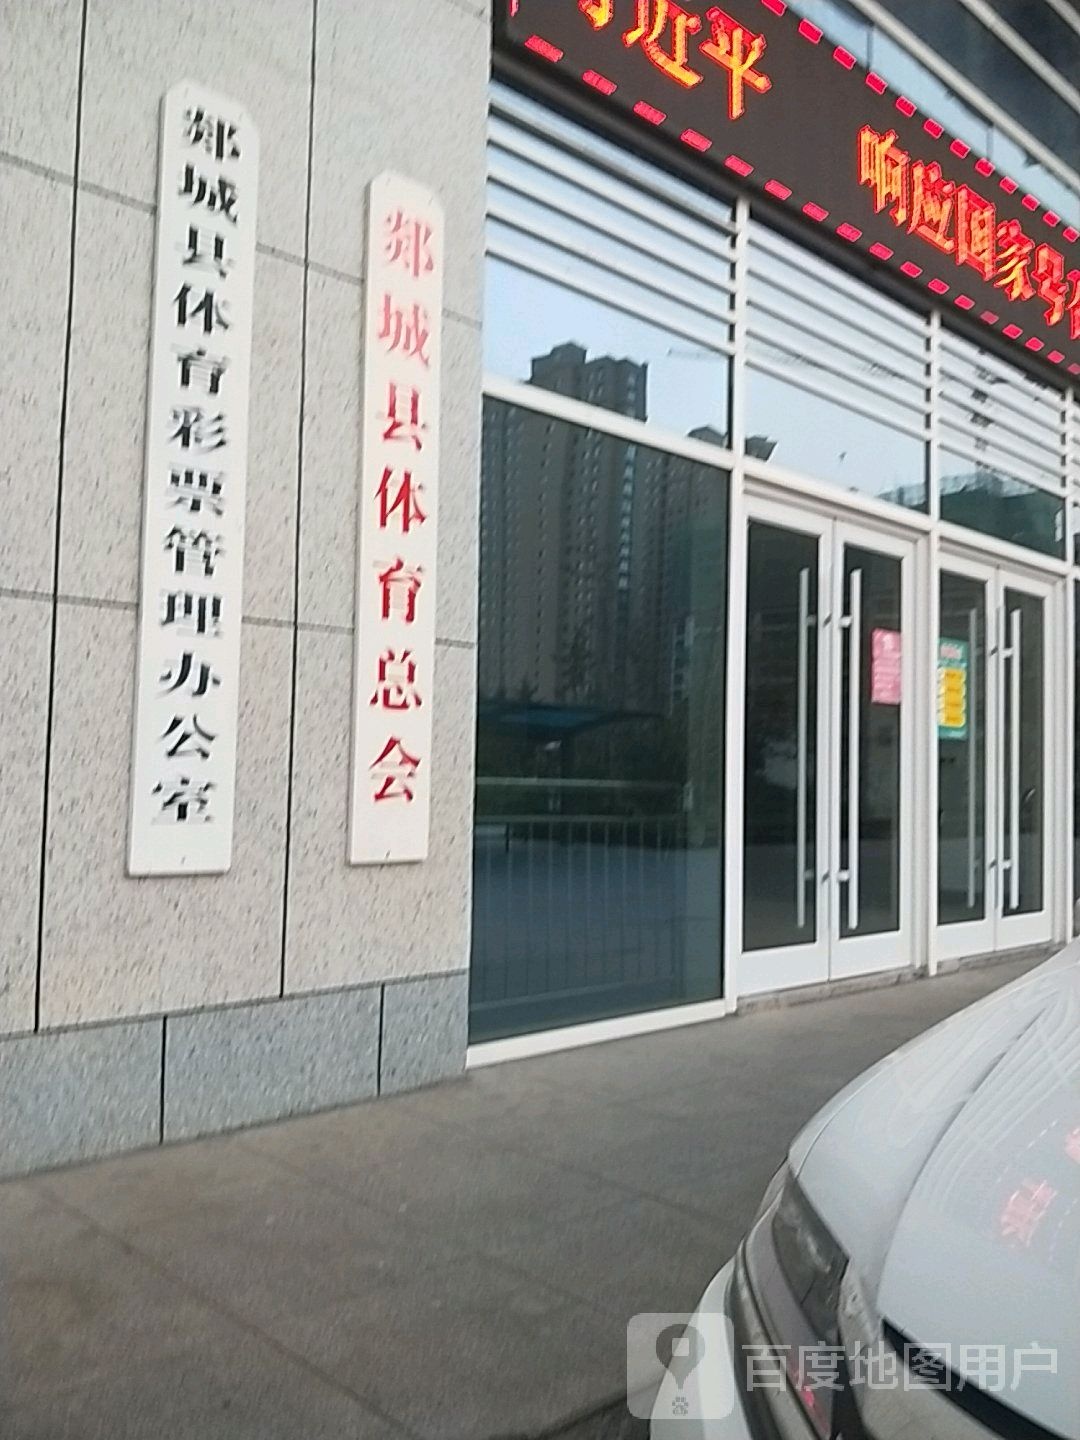 郯城县体育彩票管理办公室
郯城县体育总会
近平 响应国家号
百度地图用户